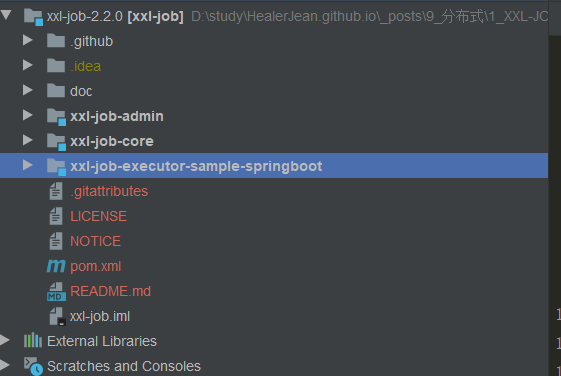 xxl-job-2.2.0 [xxl-job] D:\study\HealerJean.github.io\_posts\9_分布式\1_XXL-JO
.github
.idea
doc
xxl-job-admin
xxl-job-core
xxl-job-executor-sample-springboot
.gitattributes
LICENSE
NOTICE
pom.xml
README.md
xxl-job.iml
External Libraries
Scratches and Consoles